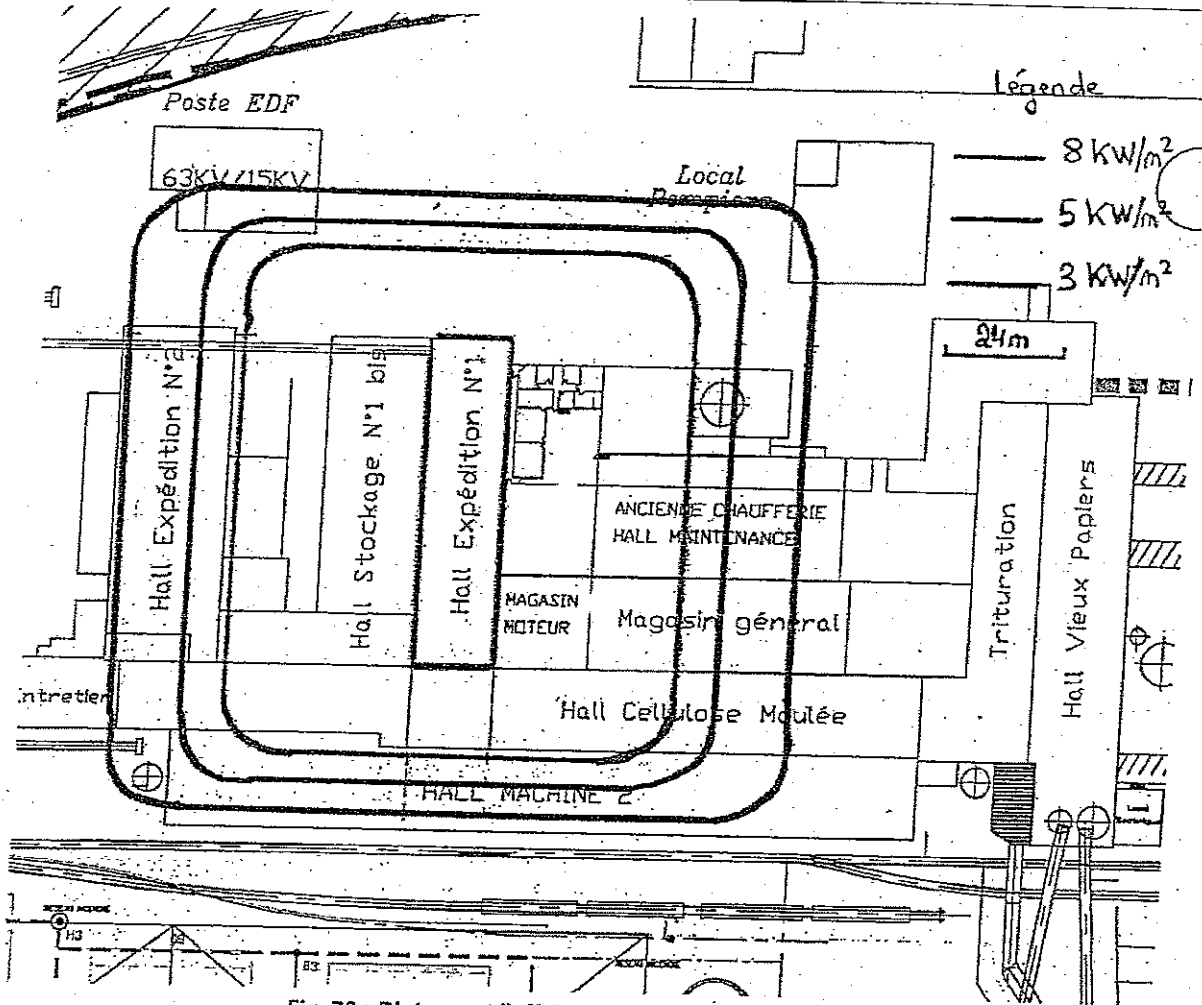 Légende
Poste EDF
8 KW/m²
63KV/15KV
Local
Pompiers
5 KW/m²
3 KW/m²
24m
Hall Expédition N°2
Hall Stockage N°1 bis
Hall Expédition N°1
ANCIENNE CHAUFFERIE
HALL MAINTENANCE
Trituration
Hall Vieux Papiers
MAGASIN
MOTEUR
Magasin général
Entretien
Hall Cellulose Moulée
HALL MACHINE 2
H3